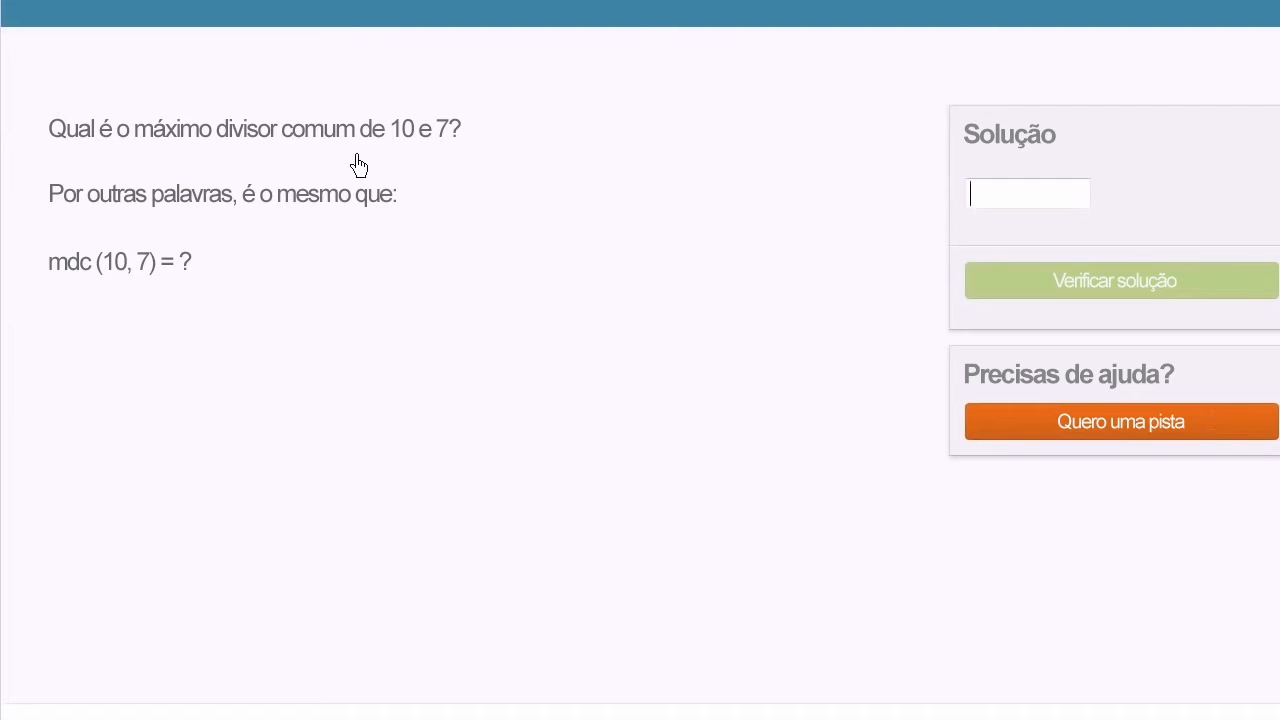 Qual é o máximo divisor comum de 10 e 7?
Por outras palavras, é o mesmo que:
mdc (10, 7) = ?
Solução
Verificar solução
Precisas de ajuda?
Quero uma pista